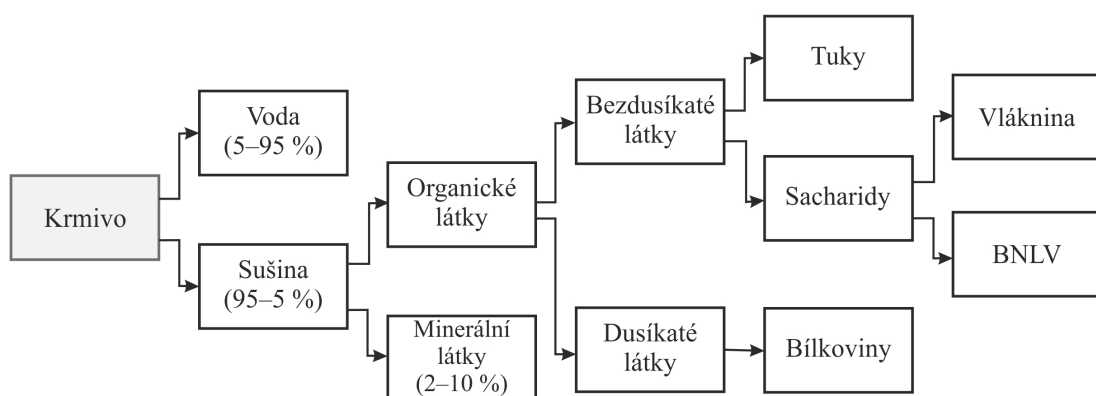 Krmivo
Voda
(5–95 %)
Sušina
(95–5 %)
Organické
látky
Minerální
látky
(2–10 %)
Bezdusíkaté
látky
Dusíkaté
látky
Tuky
Sacharidy
Bílkoviny
Vláknina
BNLV